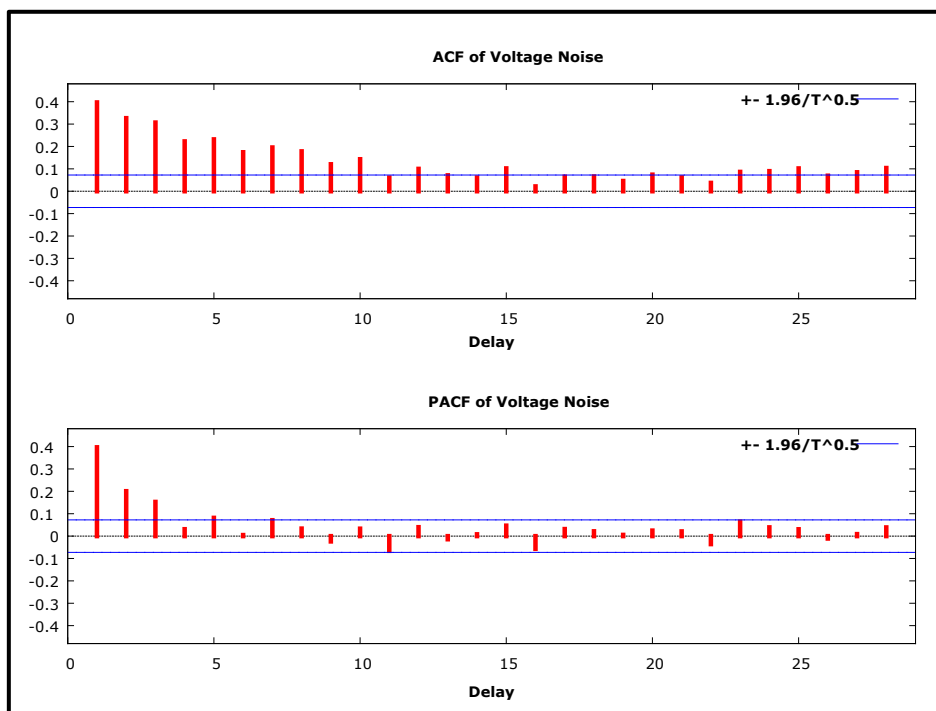 ACF of Voltage Noise
+- 1.96/T^0.5
0.4
0.3
0.2
0.1
0
-0.1
-0.2
-0.3
-0.4
0 5 10 15 20 25
Delay
PACF of Voltage Noise
+- 1.96/T^0.5
0.4
0.3
0.2
0.1
0
-0.1
-0.2
-0.3
-0.4
0 5 10 15 20 25
Delay